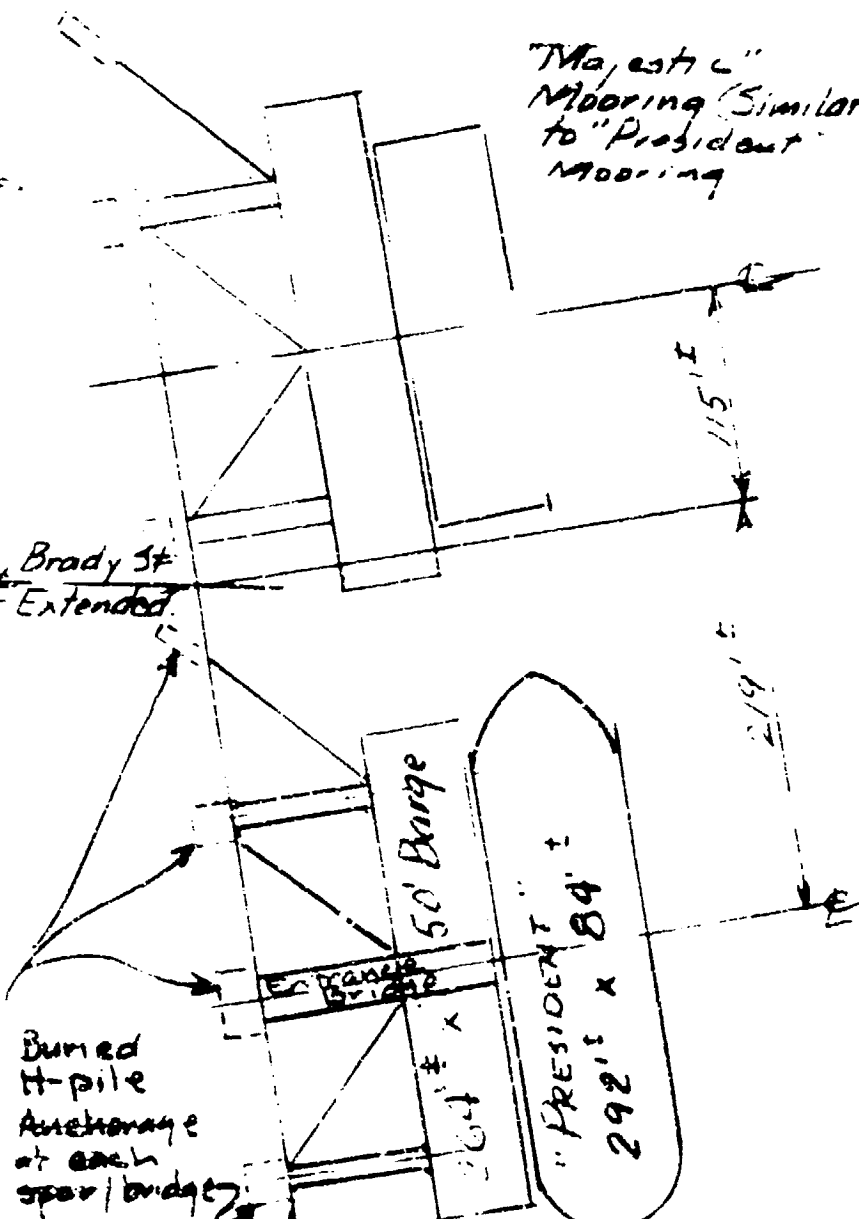 "Majestic"
Mooring (Similar
to "President"
Mooring
115'±
Brady St
Extended
219'±
50' Barge
264'± x
Entrance
Bridge
"PRESIDENT"
292'± x 84'±
Buried
H-pile
Anchorage
at each
spar/bridge